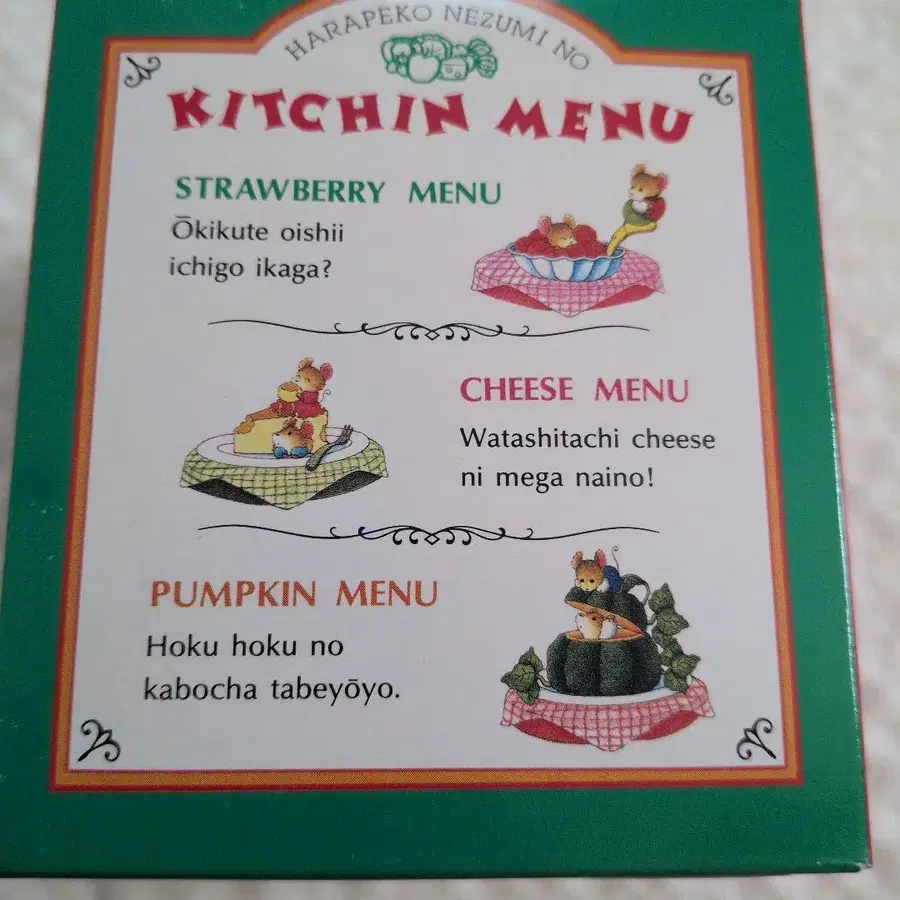 HARAPEKO NEZUMI NO
KITCHIN MENU
STRAWBERRY MENU
Ōkikute oishii
ichigo ikaga?
CHEESE MENU
Watashitachi cheese
ni mega naino!
PUMPKIN MENU
Hoku hoku no
kabocha tabeyōyo.